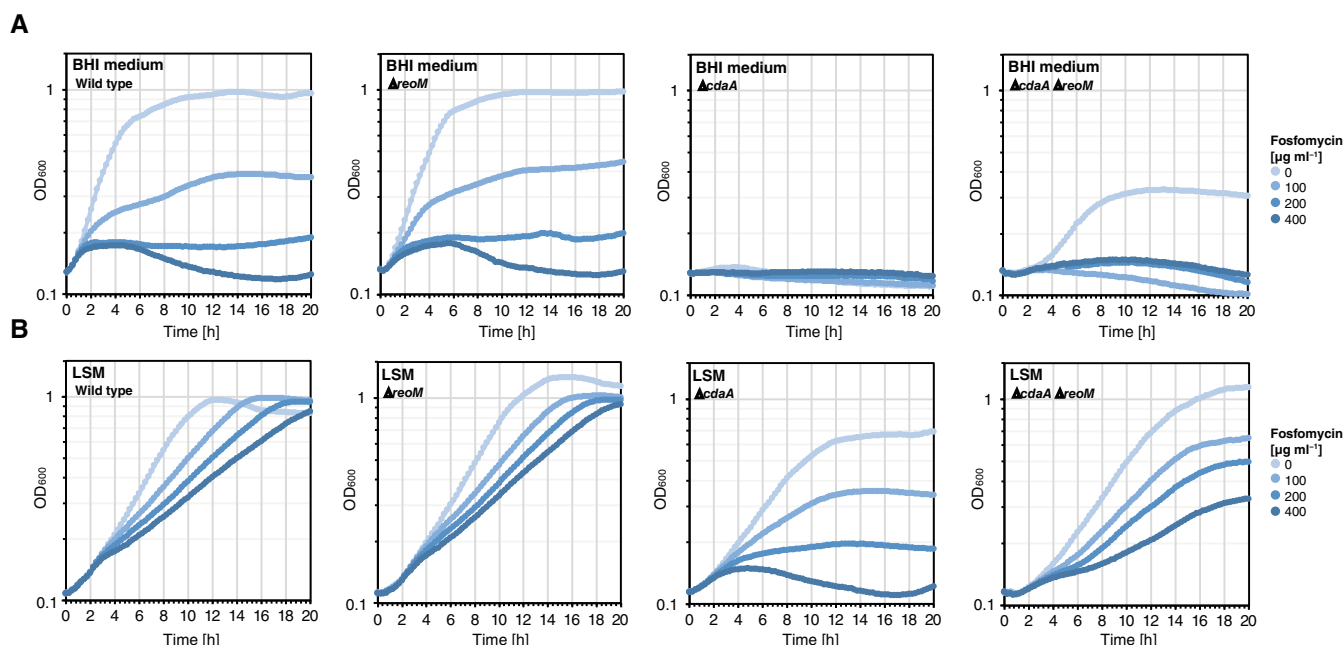 A
BHI medium
Wild type
OD600
1
0.1
0 2 4 6 8 10 12 14 16 18 20
Time [h]
BHI medium
ΔreoM
OD600
1
0.1
0 2 4 6 8 10 12 14 16 18 20
Time [h]
BHI medium
ΔcdaA
OD600
1
0.1
0 2 4 6 8 10 12 14 16 18 20
Time [h]
BHI medium
ΔcdaA ΔreoM
OD600
1
0.1
0 2 4 6 8 10 12 14 16 18 20
Time [h]
Fosfomycin
[µg ml⁻¹]
0
100
200
400
B
LSM
Wild type
OD600
1
0.1
0 2 4 6 8 10 12 14 16 18 20
Time [h]
LSM
ΔreoM
OD600
1
0.1
0 2 4 6 8 10 12 14 16 18 20
Time [h]
LSM
ΔcdaA
OD600
1
0.1
0 2 4 6 8 10 12 14 16 18 20
Time [h]
LSM
ΔcdaA ΔreoM
OD600
1
0.1
0 2 4 6 8 10 12 14 16 18 20
Time [h]
Fosfomycin
[µg ml⁻¹]
0
100
200
400